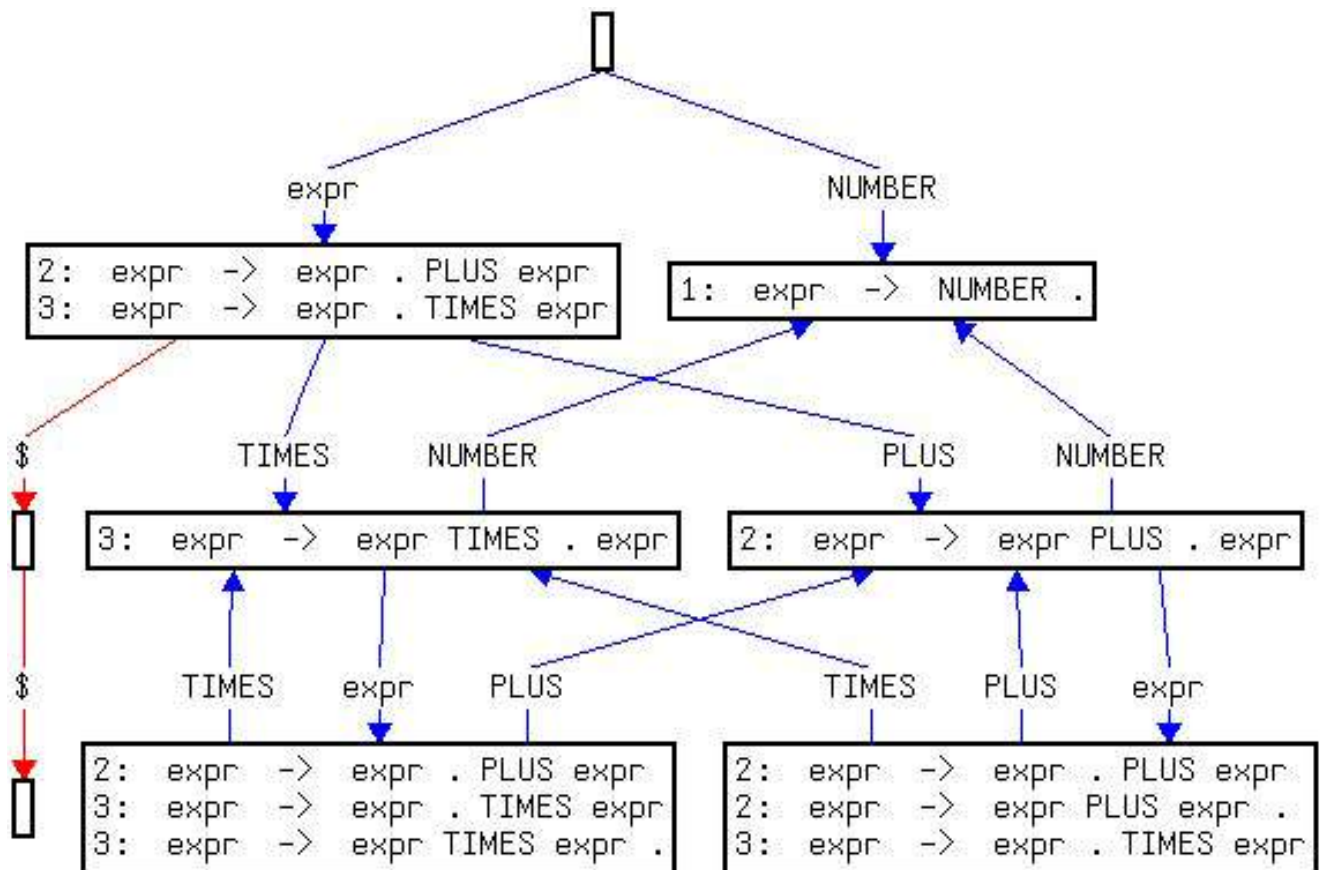 expr
NUMBER
2: expr -> expr . PLUS expr
3: expr -> expr . TIMES expr
1: expr -> NUMBER .
$
TIMES
NUMBER
PLUS
NUMBER
3: expr -> expr TIMES . expr
2: expr -> expr PLUS . expr
$
TIMES
expr
PLUS
TIMES
PLUS
expr
2: expr -> expr . PLUS expr
3: expr -> expr . TIMES expr
3: expr -> expr TIMES expr .
2: expr -> expr . PLUS expr
2: expr -> expr PLUS expr .
3: expr -> expr . TIMES expr